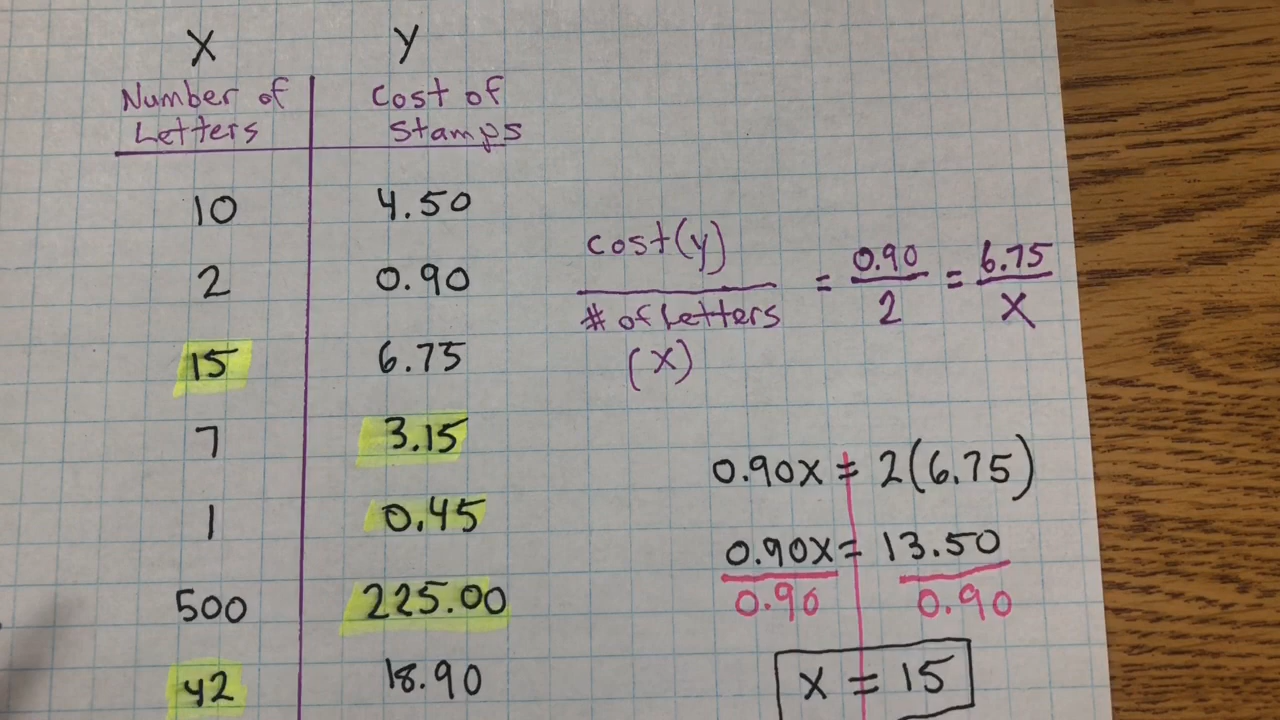 X Y
Number of Cost of
Letters Stamps
10 4.50
2 0.90
15 6.75
7 3.15
1 0.45
500 225.00
42 18.90
cost(y) = 0.90 = 6.75
# of Letters 2 X
(X)
0.90X = 2(6.75)
0.90X = 13.50
0.90 0.90
X = 15